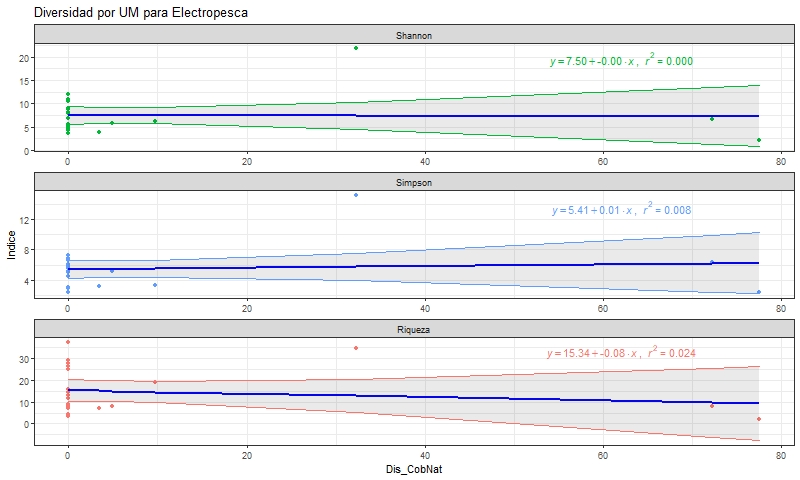 Diversidad por UM para Electropesca
Shannon
y = 7.50 + -0.00 · x , r² = 0.000
20
15
10
5
0
0 20 40 60 80
Simpson
y = 5.41 + 0.01 · x , r² = 0.008
12
8
4
0 20 40 60 80
Indice
Riqueza
y = 15.34 + -0.08 · x , r² = 0.024
30
20
10
0
0 20 40 60 80
Dis_CobNat